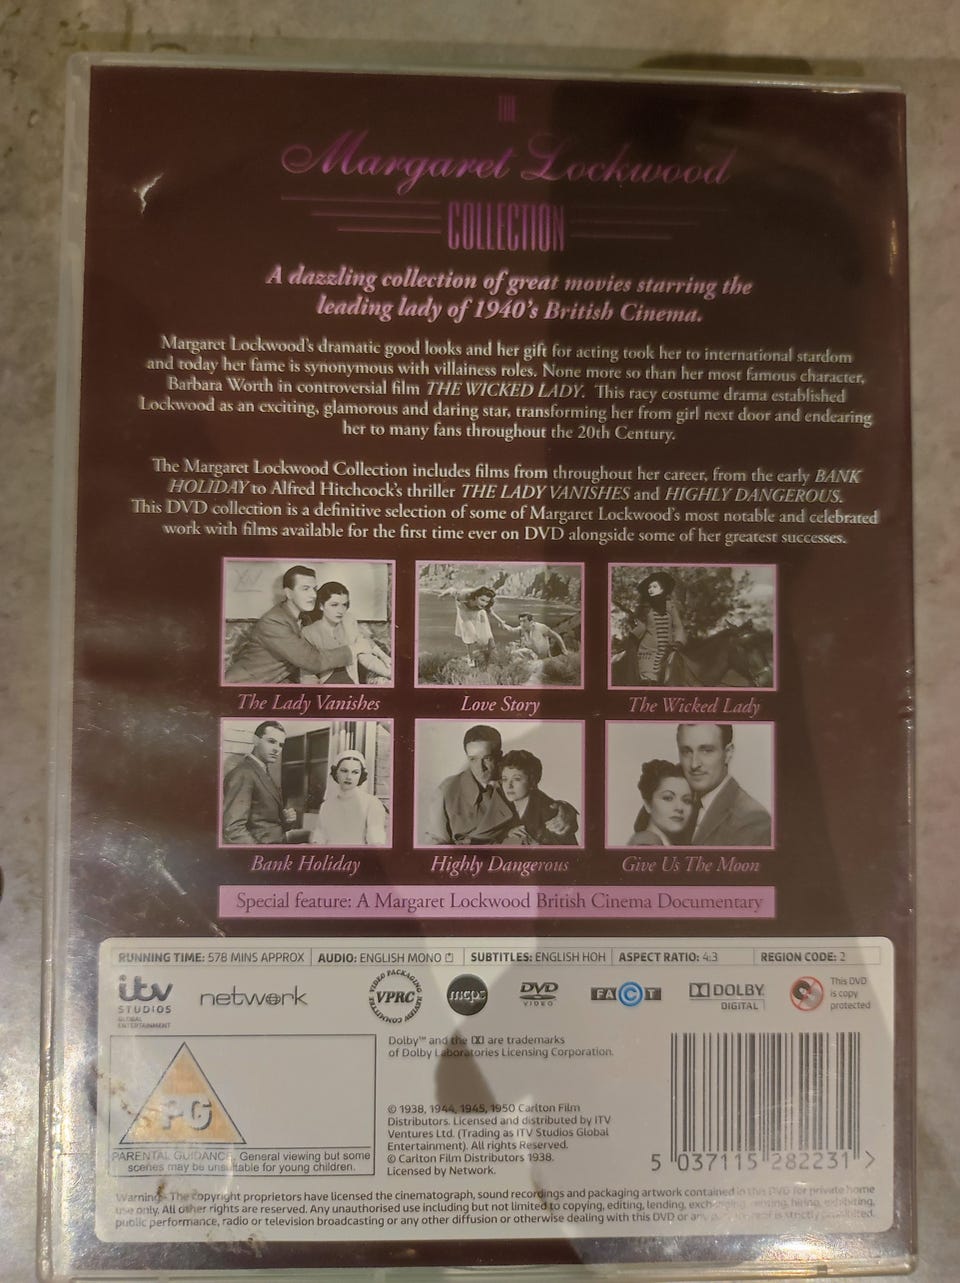 THE
Margaret Lockwood
COLLECTION
A dazzling collection of great movies starring the
leading lady of 1940's British Cinema.
Margaret Lockwood's dramatic good looks and her gift for acting took her to international stardom
and today her fame is synonymous with villainess roles. None more so than her most famous character,
Barbara Worth in controversial film THE WICKED LADY. This racy costume drama established
Lockwood as an exciting, glamorous and daring star, transforming her from girl next door and endearing
her to many fans throughout the 20th Century.
The Margaret Lockwood Collection includes films from throughout her career, from the early BANK
HOLIDAY to Alfred Hitchcock's thriller THE LADY VANISHES and HIGHLY DANGEROUS.
This DVD collection is a definitive selection of some of Margaret Lockwood's most notable and celebrated
work with films available for the first time ever on DVD alongside some of her greatest successes.
The Lady Vanishes Love Story The Wicked Lady
Bank Holiday Highly Dangerous Give Us The Moon
Special feature: A Margaret Lockwood British Cinema Documentary
RUNNING TIME: 578 MINS APPROX AUDIO: ENGLISH MONO SUBTITLES: ENGLISH HOH ASPECT RATIO: 4:3 REGION CODE: 2
itv STUDIOS GLOBAL ENTERTAINMENT network VIDEO PACKAGING REVIEW COMMITTEE VPRC mcps DVD VIDEO FACT DOLBY DIGITAL This DVD is copy protected
Dolby™ and the DD are trademarks
of Dolby Laboratories Licensing Corporation.
PG
© 1938, 1944, 1945, 1950 Carlton Film
Distributors. Licensed and distributed by ITV
Ventures Ltd. (Trading as ITV Studios Global
Entertainment). All rights Reserved.
© Carlton Film Distributors 1938.
Licensed by Network.
PARENTAL GUIDANCE. General viewing but some
scenes may be unsuitable for young children.
5 037115 282231 >
Warning: The copyright proprietors have licensed the cinematograph, sound recordings and packaging artwork contained in this DVD for private home
use only. All other rights are reserved. Any unauthorised use including but not limited to copying, editing, lending, exchanging, renting, hiring, exhibiting,
public performance, radio or television broadcasting or any other diffusion or otherwise dealing with this DVD or any is strictly prohibited.